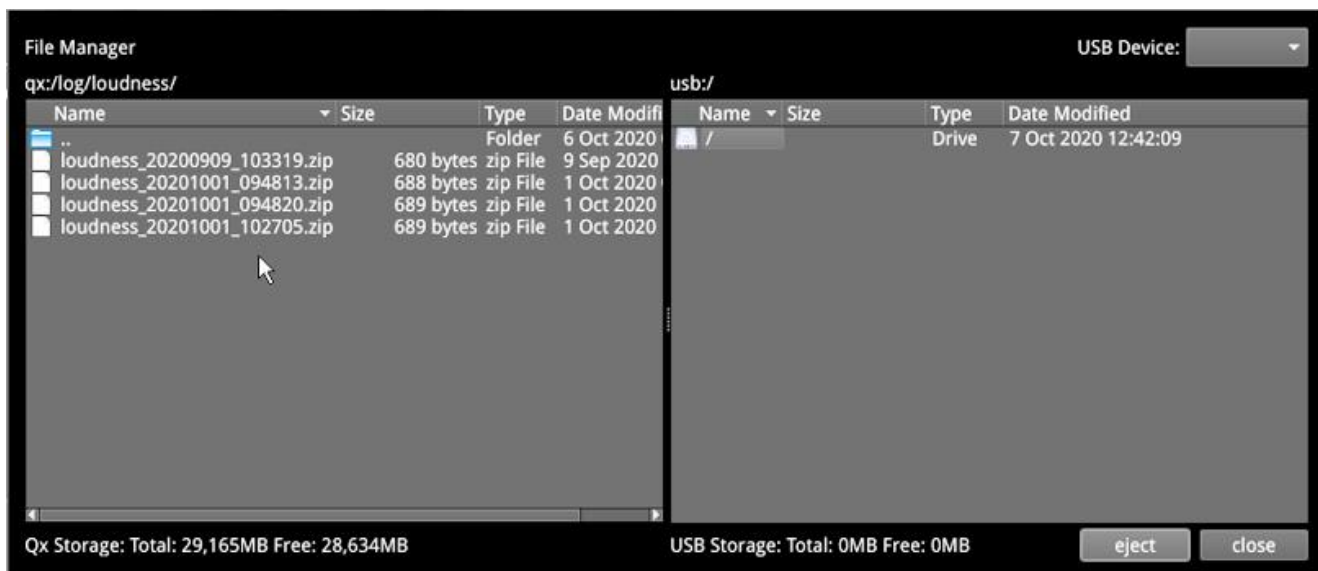 File Manager USB Device:
qx:/log/loudness/ usb:/
Name Size Type Date Modifi Name Size Type Date Modified
.. Folder 6 Oct 2020 / Drive 7 Oct 2020 12:42:09
loudness_20200909_103319.zip 680 bytes zip File 9 Sep 2020
loudness_20201001_094813.zip 688 bytes zip File 1 Oct 2020
loudness_20201001_094820.zip 689 bytes zip File 1 Oct 2020
loudness_20201001_102705.zip 689 bytes zip File 1 Oct 2020
Qx Storage: Total: 29,165MB Free: 28,634MB USB Storage: Total: 0MB Free: 0MB eject close